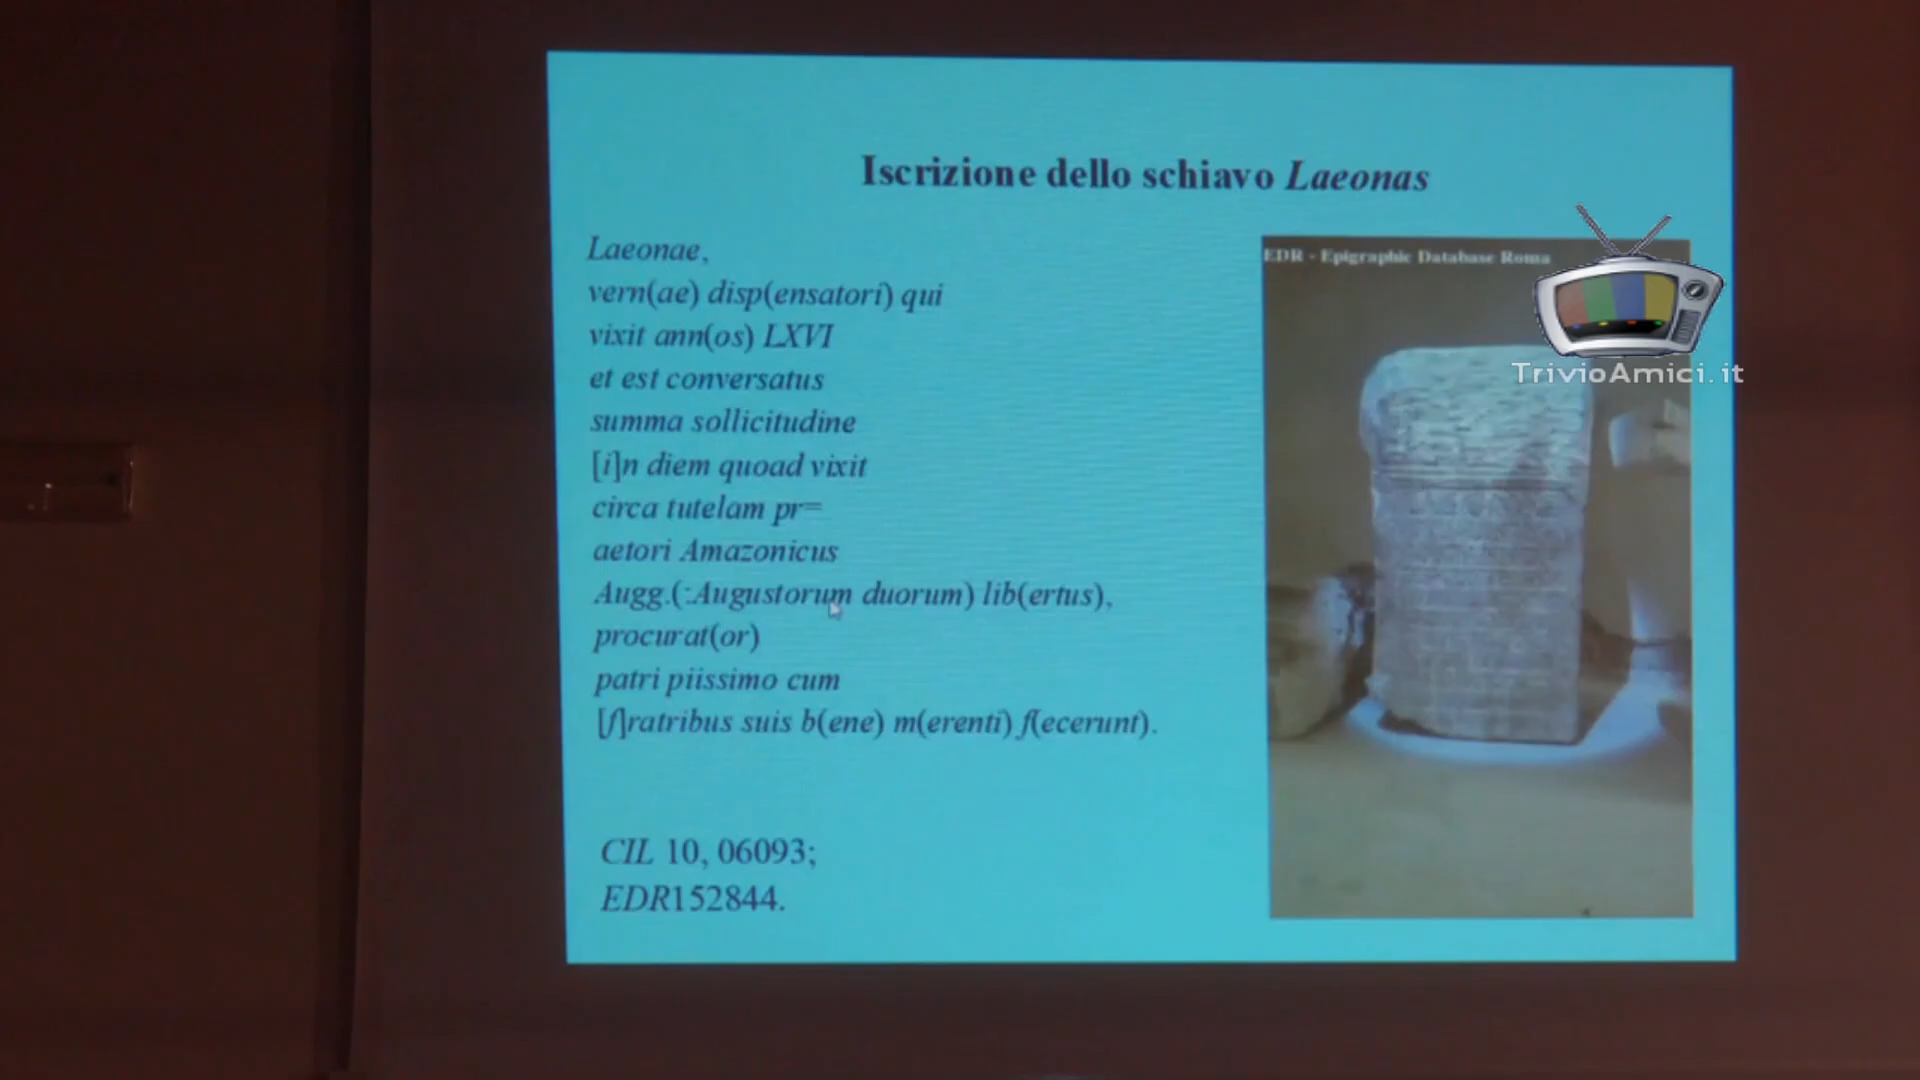 Iscrizione dello schiavo Laeonas
Laeonae,
vern(ae) disp(ensatori) qui
vixit ann(os) LXVI
et est conversatus
summa sollicitudine
[i]n diem quoad vixit
circa tutelam pr=
aetori Amazonicus
Augg.(:Augustorum duorum) lib(ertus),
procurat(or)
patri piissimo cum
[f]ratribus suis b(ene) m(erenti) f(ecerunt).
CIL 10, 06093;
EDR152844.
EDR - Epigraphic Database Roma
TrivioAmici.it